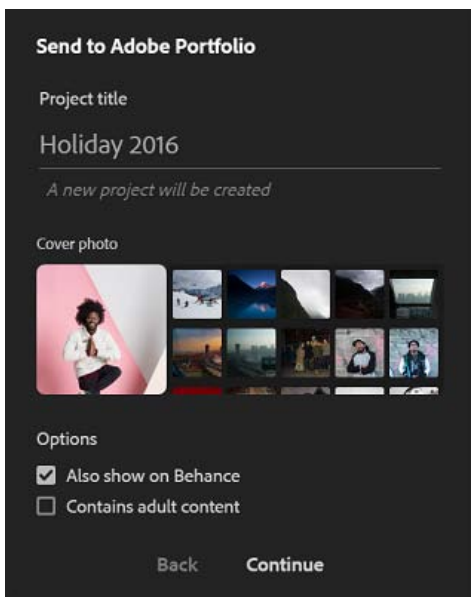 Send to Adobe Portfolio
Project title
Holiday 2016
A new project will be created
Cover photo
Options
Also show on Behance
Contains adult content
Back Continue